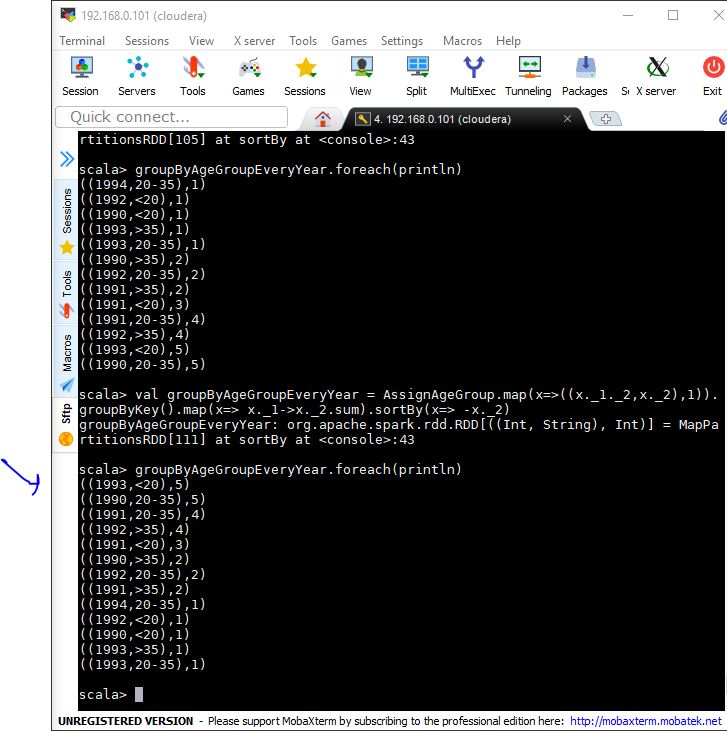 192.168.0.101 (cloudera)
Terminal Sessions View X server Tools Games Settings Macros Help
Session Servers Tools Games Sessions View Split MultiExec Tunneling Packages Se X server Exit
Quick connect...
4. 192.168.0.101 (cloudera)
Sessions
Tools
Macros
Sftp
rtitionsRDD[105] at sortBy at <console>:43
scala> groupByAgeGroupEveryYear.foreach(println)
((1994,20-35),1)
((1992,<20),1)
((1990,<20),1)
((1993,>35),1)
((1993,20-35),1)
((1990,>35),2)
((1992,20-35),2)
((1991,>35),2)
((1991,<20),3)
((1991,20-35),4)
((1992,>35),4)
((1993,<20),5)
((1990,20-35),5)
scala> val groupByAgeGroupEveryYear = AssignAgeGroup.map(x=>((x._1._2,x._2),1)).
groupByKey().map(x=> x._1->x._2.sum).sortBy(x=> -x._2)
groupByAgeGroupEveryYear: org.apache.spark.rdd.RDD[((Int, String), Int)] = MapPa
rtitionsRDD[111] at sortBy at <console>:43
scala> groupByAgeGroupEveryYear.foreach(println)
((1993,<20),5)
((1990,20-35),5)
((1991,20-35),4)
((1992,>35),4)
((1991,<20),3)
((1990,>35),2)
((1992,20-35),2)
((1991,>35),2)
((1994,20-35),1)
((1992,<20),1)
((1990,<20),1)
((1993,>35),1)
((1993,20-35),1)
scala>
UNREGISTERED VERSION - Please support MobaXterm by subscribing to the professional edition here: http://mobaxterm.mobatek.net